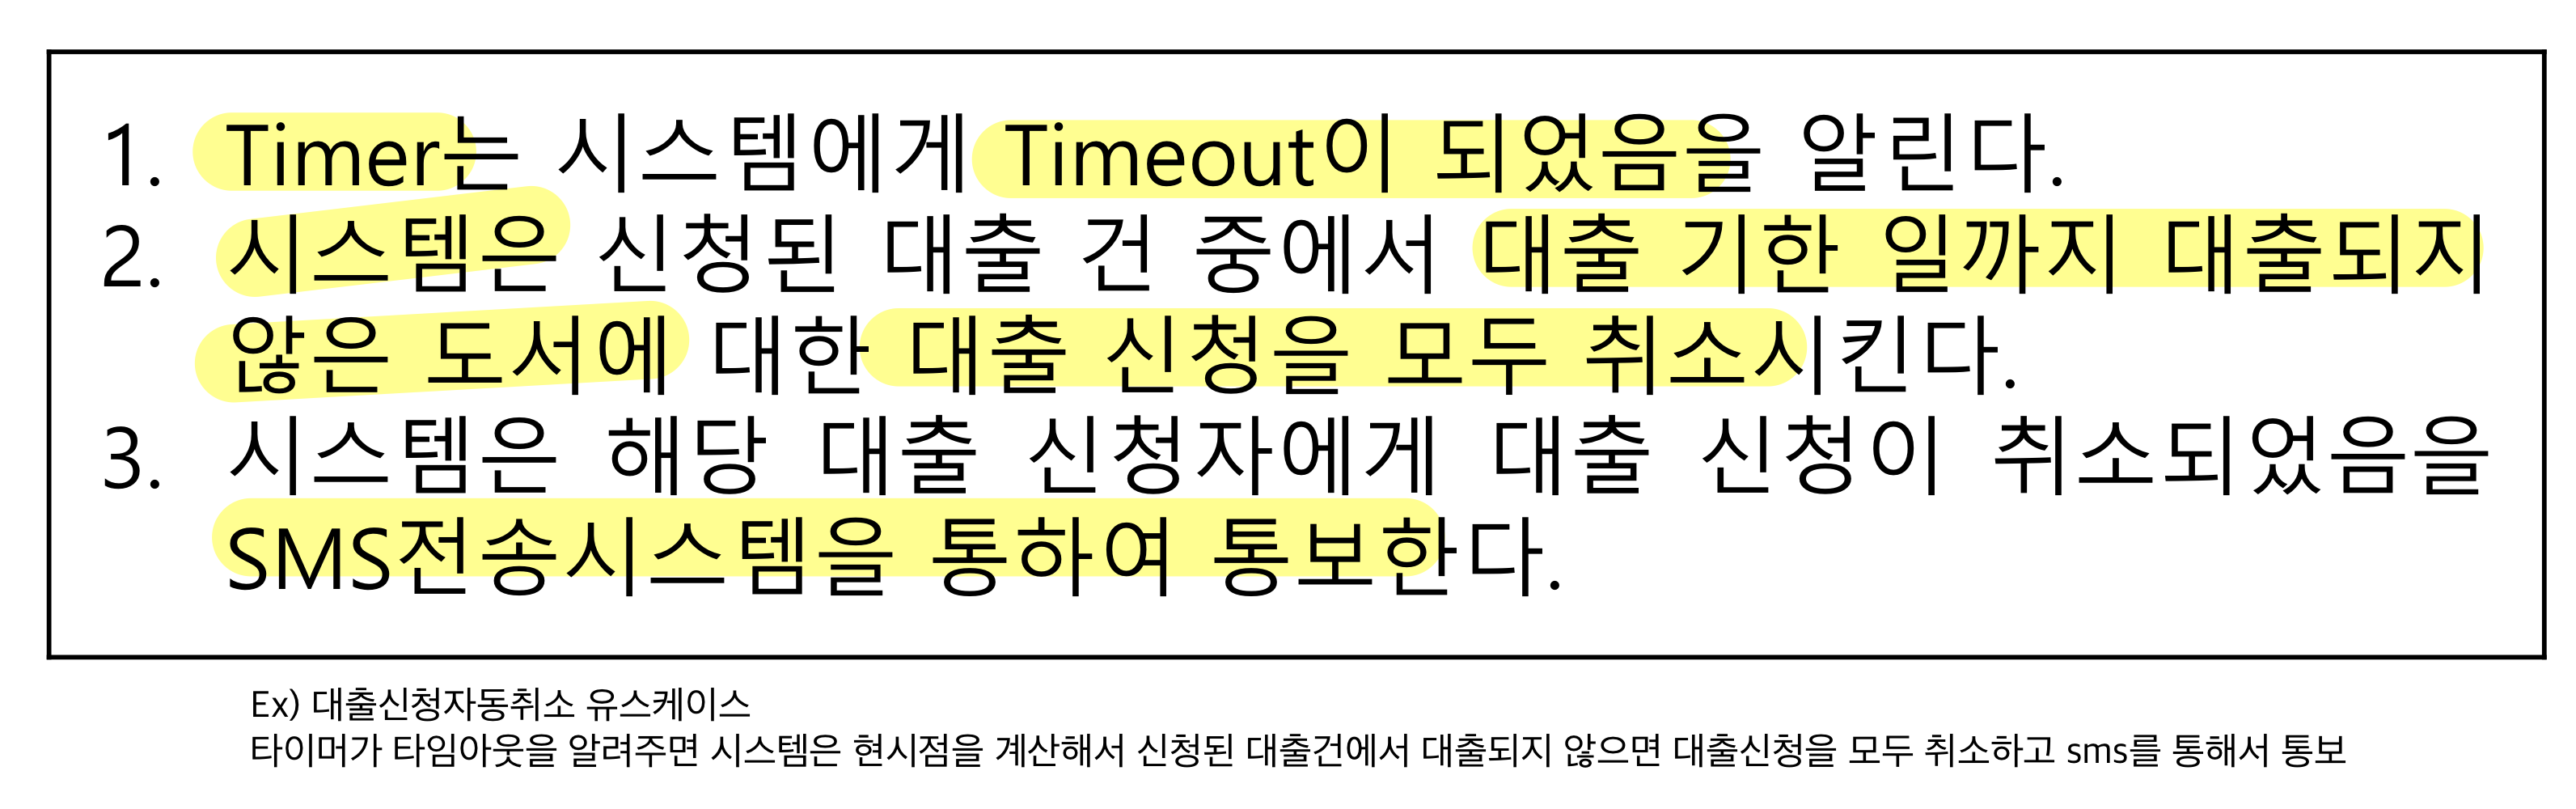 1. Timer는 시스템에게 Timeout이 되었음을 알린다.
2. 시스템은 신청된 대출 건 중에서 대출 기한 일까지 대출되지
않은 도서에 대한 대출 신청을 모두 취소시킨다.
3. 시스템은 해당 대출 신청자에게 대출 신청이 취소되었음을
SMS전송시스템을 통하여 통보한다.
Ex) 대출신청자동취소 유스케이스
타이머가 타임아웃을 알려주면 시스템은 현시점을 계산해서 신청된 대출건에서 대출되지 않으면 대출신청을 모두 취소하고 sms를 통해서 통보